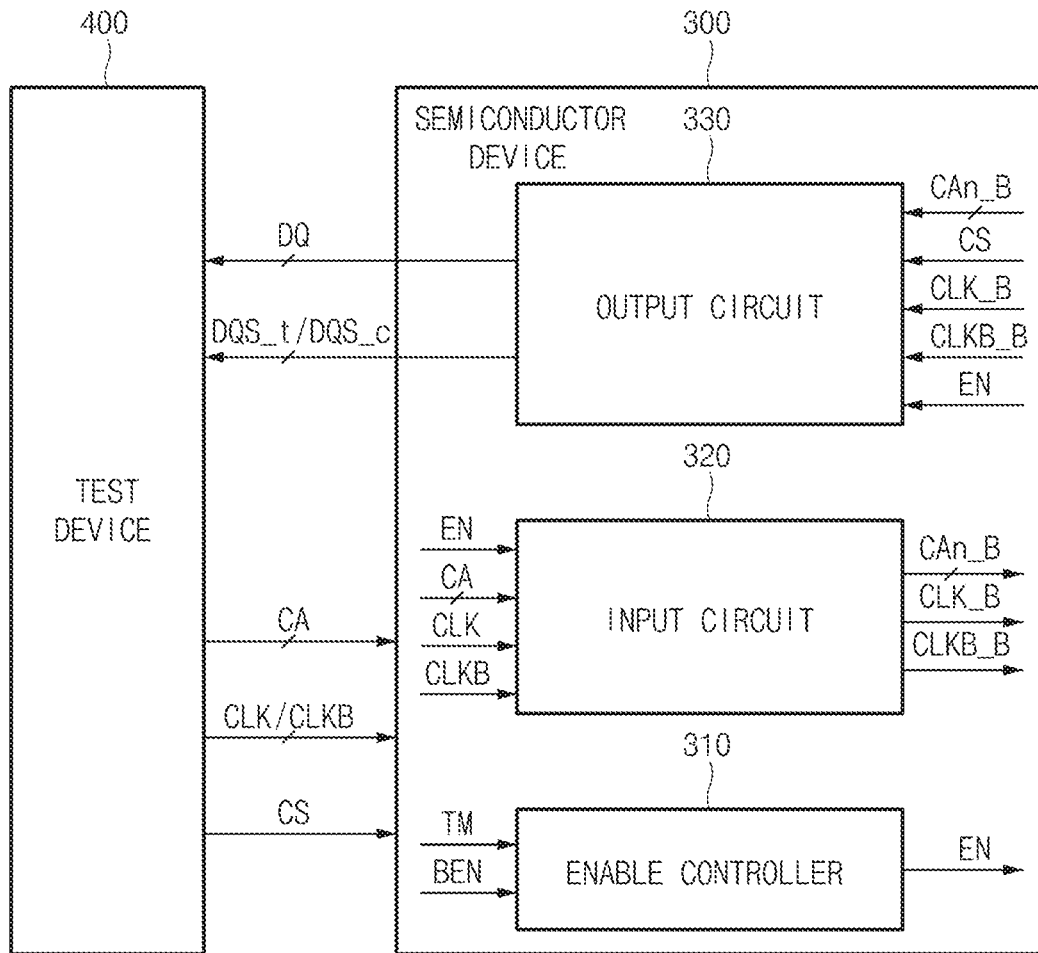 400
300
SEMICONDUCTOR
DEVICE
330
CAn_B
CS
CLK_B
CLKB_B
EN
OUTPUT CIRCUIT
DQ
DQS_t/DQS_c
320
TEST
DEVICE
EN
CA
CLK
CLKB
INPUT CIRCUIT
CAn_B
CLK_B
CLKB_B
CA
CLK/CLKB
CS
310
TM
BEN
ENABLE CONTROLLER
EN